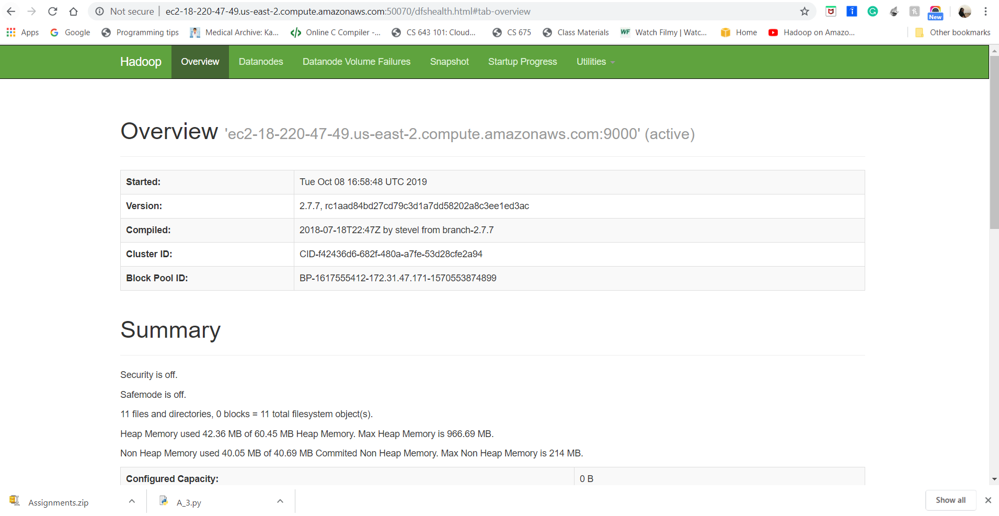 Not secure | ec2-18-220-47-49.us-east-2.compute.amazonaws.com:50070/dfshealth.html#tab-overview
New
Apps Google Programming tips Medical Archive: Ka... Online C Compiler -... CS 643 101: Cloud... CS 675 Class Materials WF Watch Filmy | Watc... Home Hadoop on Amazo... Other bookmarks
Hadoop Overview Datanodes Datanode Volume Failures Snapshot Startup Progress Utilities
Overview 'ec2-18-220-47-49.us-east-2.compute.amazonaws.com:9000' (active)
Started: Tue Oct 08 16:58:48 UTC 2019
Version: 2.7.7, rc1aad84bd27cd79c3d1a7dd58202a8c3ee1ed3ac
Compiled: 2018-07-18T22:47Z by stevel from branch-2.7.7
Cluster ID: CID-f42436d6-682f-480a-a7fe-53d28cfe2a94
Block Pool ID: BP-1617555412-172.31.47.171-1570553874899
Summary
Security is off.
Safemode is off.
11 files and directories, 0 blocks = 11 total filesystem object(s).
Heap Memory used 42.36 MB of 60.45 MB Heap Memory. Max Heap Memory is 966.69 MB.
Non Heap Memory used 40.05 MB of 40.69 MB Commited Non Heap Memory. Max Non Heap Memory is 214 MB.
Configured Capacity: 0 B
Assignments.zip A_3.py Show all